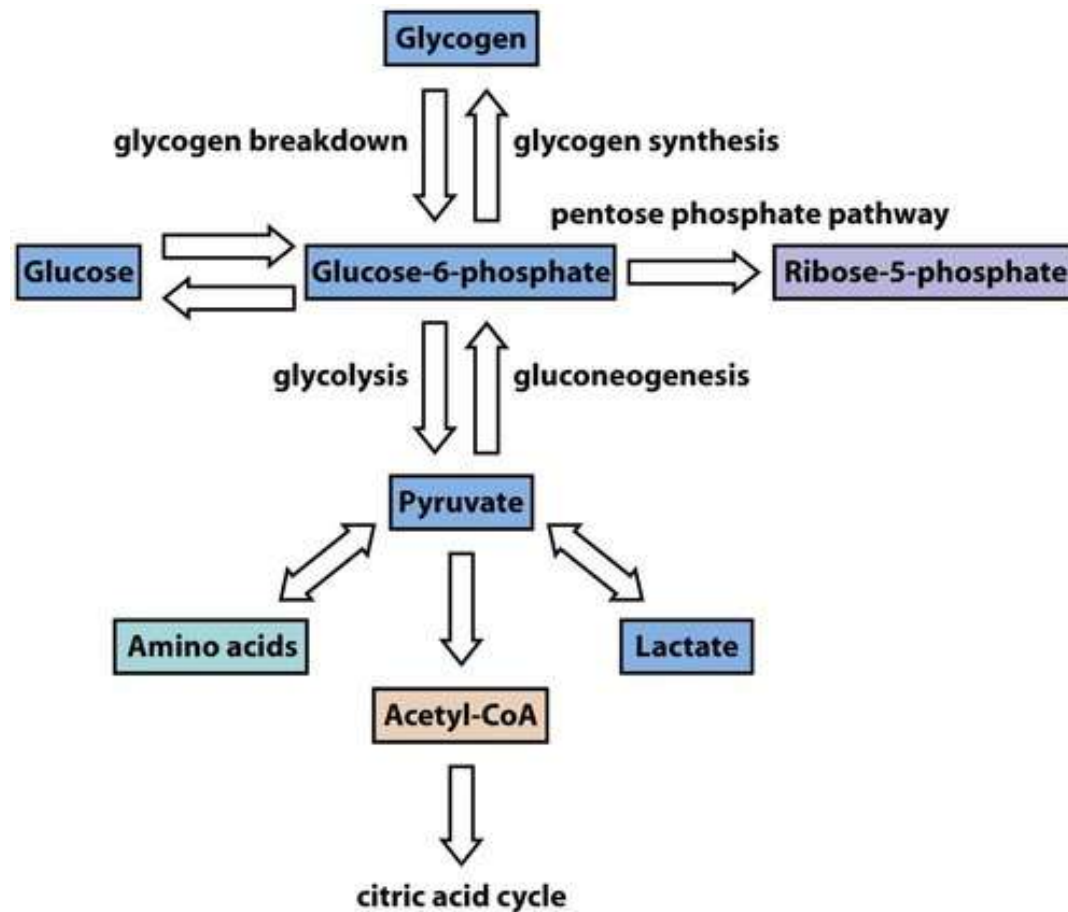 Glycogen
glycogen breakdown
glycogen synthesis
pentose phosphate pathway
Glucose
Glucose-6-phosphate
Ribose-5-phosphate
glycolysis
gluconeogenesis
Pyruvate
Amino acids
Lactate
Acetyl-CoA
citric acid cycle